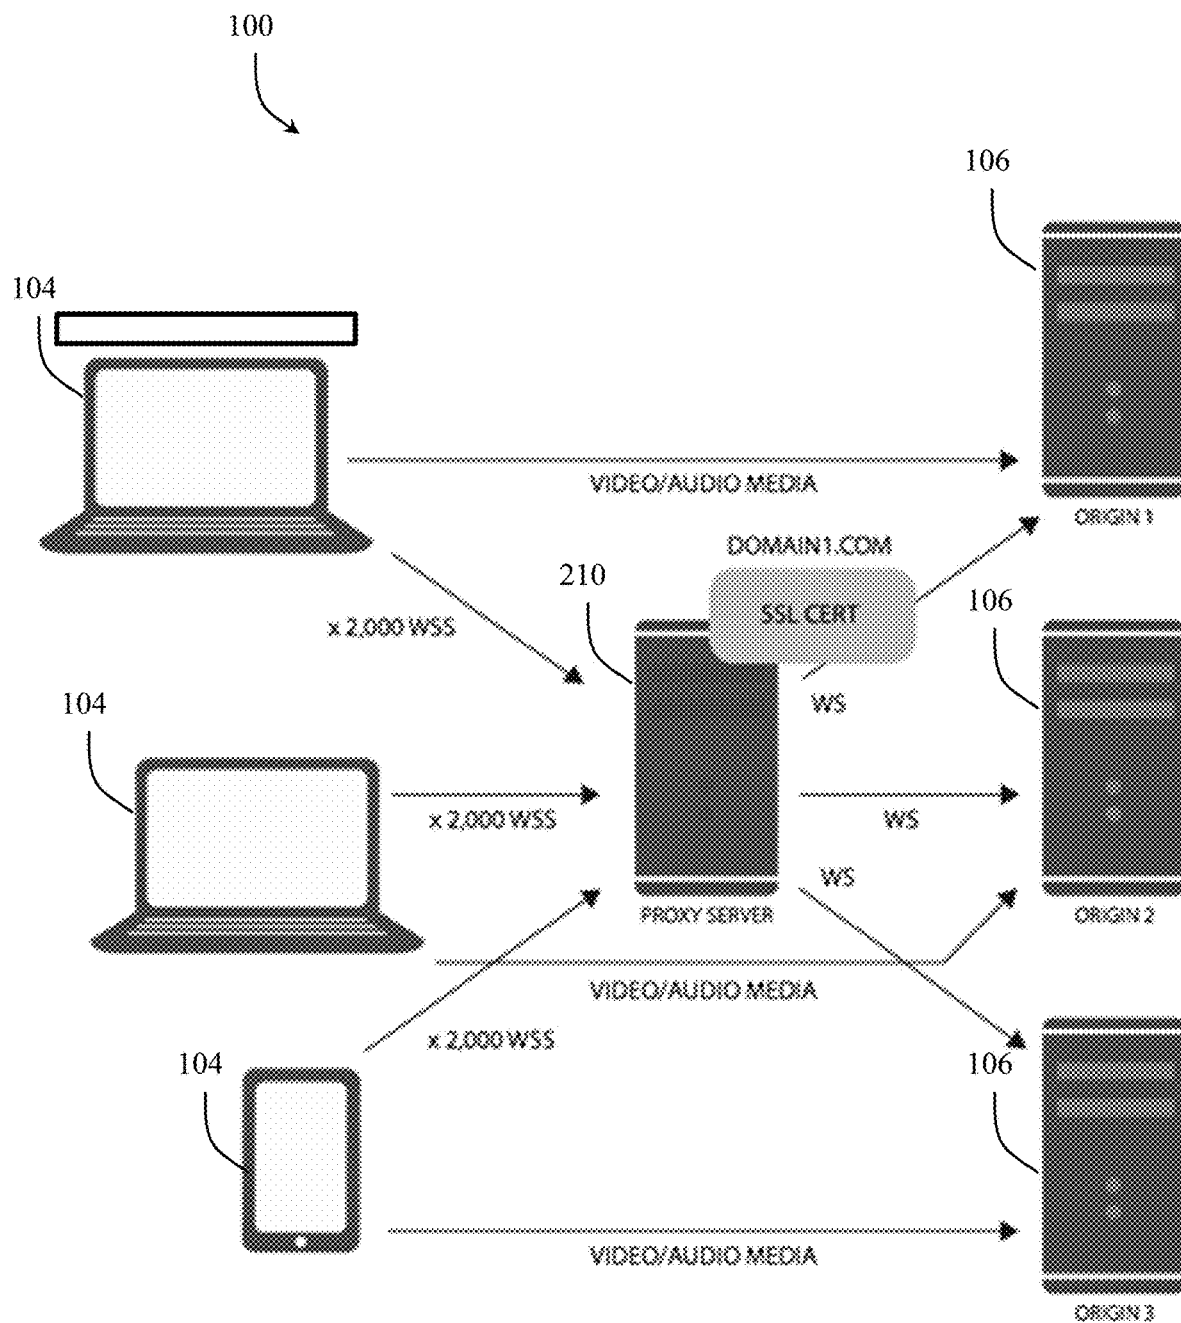 100
106
104
VIDEO/AUDIO MEDIA
ORIGIN 1
DOMAIN1.COM
210
SSL CERT
106
x 2,000 WSS
WS
104
x 2,000 WSS
WS
WS
PROXY SERVER
ORIGIN 2
VIDEO/AUDIO MEDIA
x 2,000 WSS
104
106
VIDEO/AUDIO MEDIA
ORIGIN 3